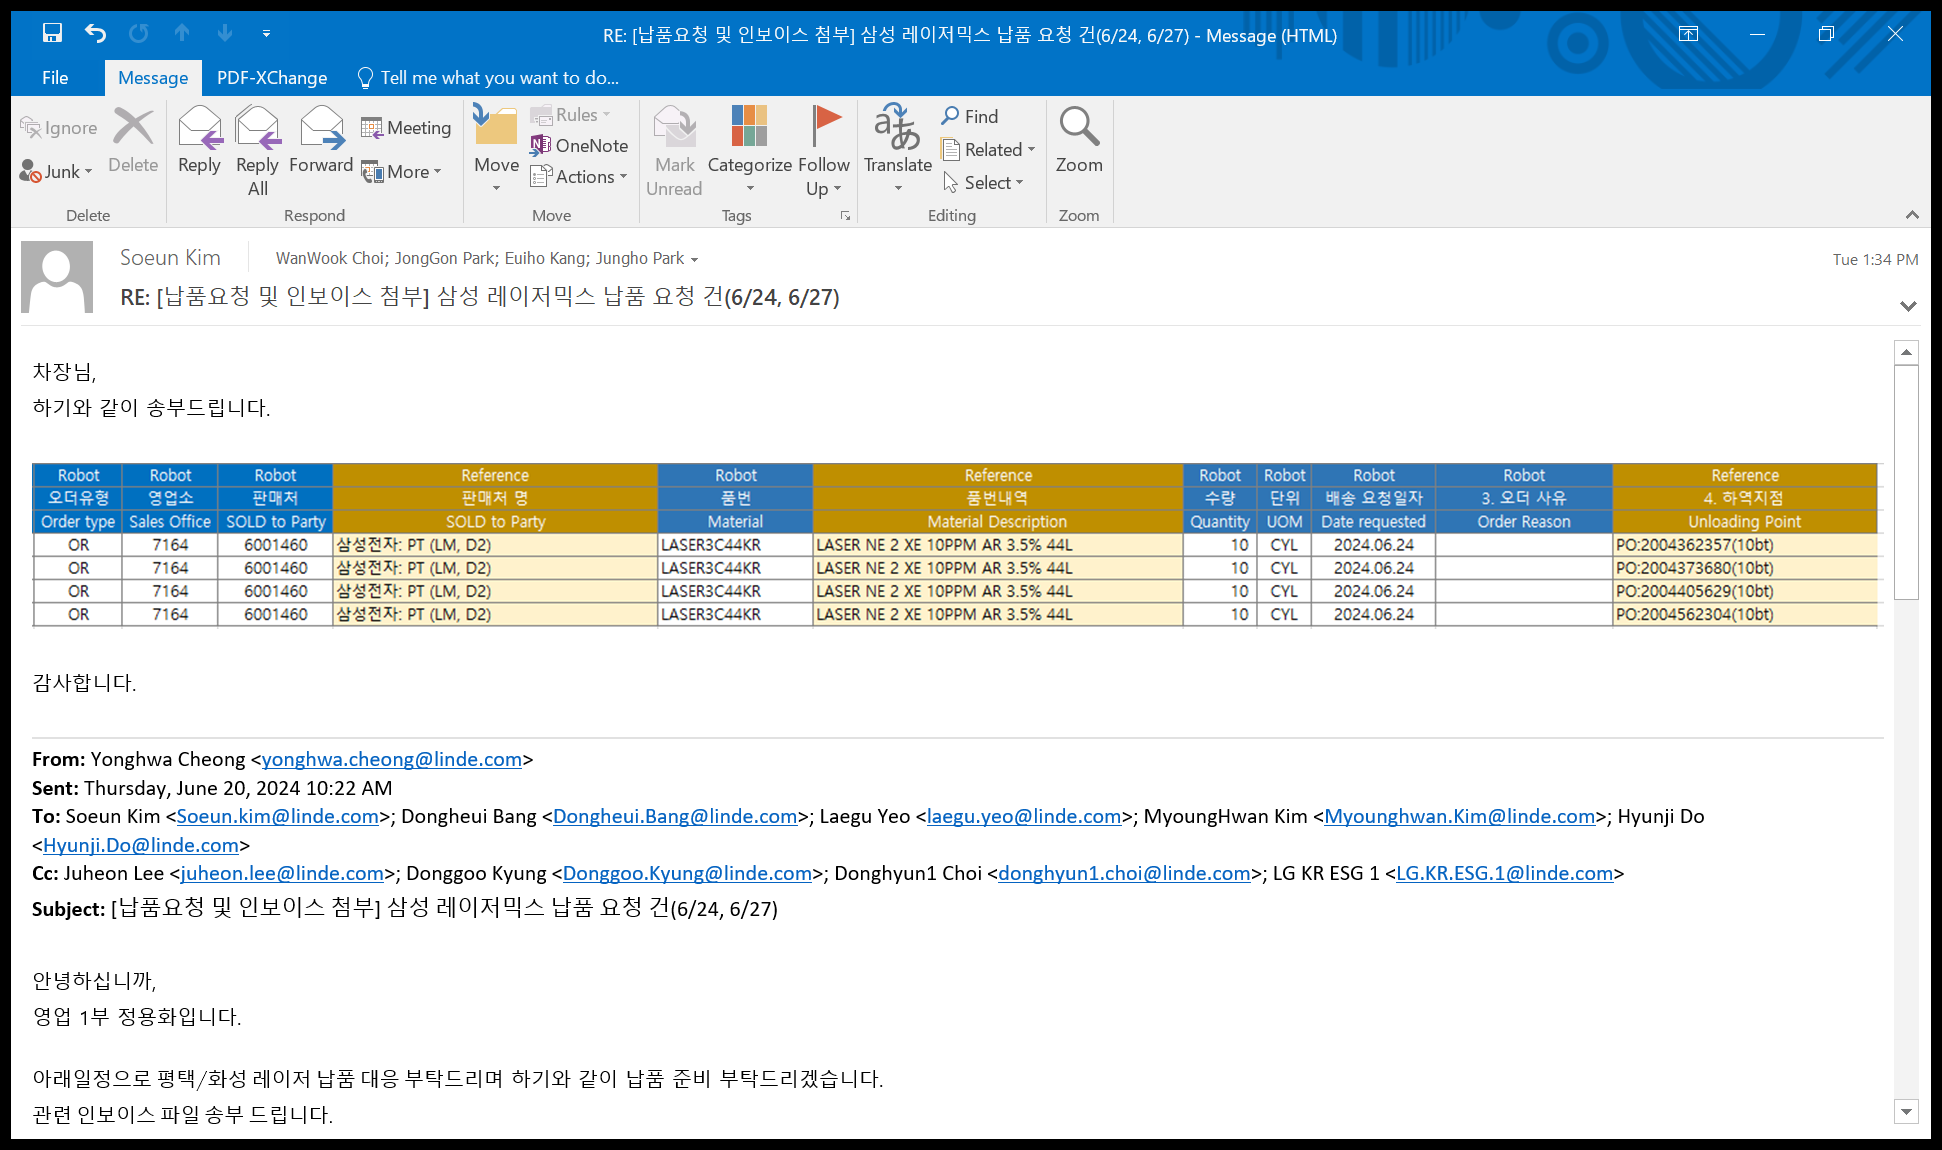 RE: [납품요청 및 인보이스 첨부] 삼성 레이저믹스 납품 요청 건(6/24, 6/27) - Message (HTML)
File Message PDF-XChange Tell me what you want to do...
Ignore
Junk
Delete
Delete
Reply
Reply All
Forward
Meeting
More
Respond
Move
Rules
OneNote
Actions
Move
Mark Unread
Categorize
Follow Up
Tags
Translate
Find
Related
Select
Editing
Zoom
Zoom
Soeun Kim WanWook Choi; JongGon Park; Euiho Kang; Jungho Park Tue 1:34 PM
RE: [납품요청 및 인보이스 첨부] 삼성 레이저믹스 납품 요청 건(6/24, 6/27)
차장님,
하기와 같이 송부드립니다.
Robot Robot Robot Reference Robot Reference Robot Robot Robot Robot Reference
오더유형 영업소 판매처 판매처 명 품번 품번내역 수량 단위 배송 요청일자 3. 오더 사유 4. 하역지점
Order type Sales Office SOLD to Party SOLD to Party Material Material Description Quantity UOM Date requested Order Reason Unloading Point
OR 7164 6001460 삼성전자: PT (LM, D2) LASER3C44KR LASER NE 2 XE 10PPM AR 3.5% 44L 10 CYL 2024.06.24 PO:2004362357(10bt)
OR 7164 6001460 삼성전자: PT (LM, D2) LASER3C44KR LASER NE 2 XE 10PPM AR 3.5% 44L 10 CYL 2024.06.24 PO:2004373680(10bt)
OR 7164 6001460 삼성전자: PT (LM, D2) LASER3C44KR LASER NE 2 XE 10PPM AR 3.5% 44L 10 CYL 2024.06.24 PO:2004405629(10bt)
OR 7164 6001460 삼성전자: PT (LM, D2) LASER3C44KR LASER NE 2 XE 10PPM AR 3.5% 44L 10 CYL 2024.06.24 PO:2004562304(10bt)
감사합니다.
From: Yonghwa Cheong <yonghwa.cheong@linde.com>
Sent: Thursday, June 20, 2024 10:22 AM
To: Soeun Kim <Soeun.kim@linde.com>; Dongheui Bang <Dongheui.Bang@linde.com>; Laegu Yeo <laegu.yeo@linde.com>; MyoungHwan Kim <Myounghwan.Kim@linde.com>; Hyunji Do
<Hyunji.Do@linde.com>
Cc: Juheon Lee <juheon.lee@linde.com>; Donggoo Kyung <Donggoo.Kyung@linde.com>; Donghyun1 Choi <donghyun1.choi@linde.com>; LG KR ESG 1 <LG.KR.ESG.1@linde.com>
Subject: [납품요청 및 인보이스 첨부] 삼성 레이저믹스 납품 요청 건(6/24, 6/27)
안녕하십니까,
영업 1부 정용화입니다.
아래일정으로 평택/화성 레이저 납품 대응 부탁드리며 하기와 같이 납품 준비 부탁드리겠습니다.
관련 인보이스 파일 송부 드립니다.